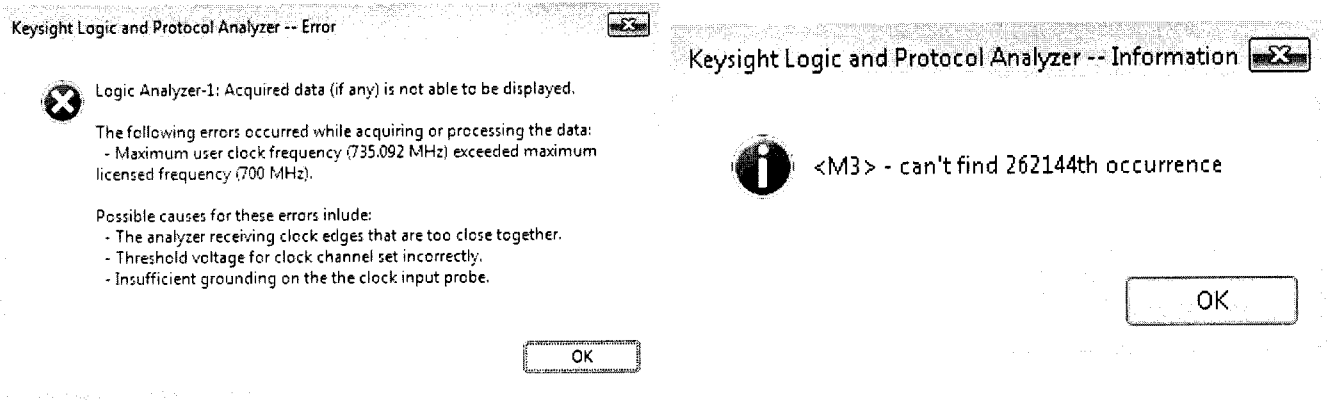 Keysight Logic and Protocol Analyzer -- Error
Logic Analyzer-1: Acquired data (if any) is not able to be displayed.
The following errors occurred while acquiring or processing the data:
- Maximum user clock frequency (735.092 MHz) exceeded maximum
licensed frequency (700 MHz).
Possible causes for these errors inlude:
- The analyzer receiving clock edges that are too close together.
- Threshold voltage for clock channel set incorrectly.
- Insufficient grounding on the the clock input probe.
OK
Keysight Logic and Protocol Analyzer -- Information
<M3> - can't find 262144th occurrence
OK